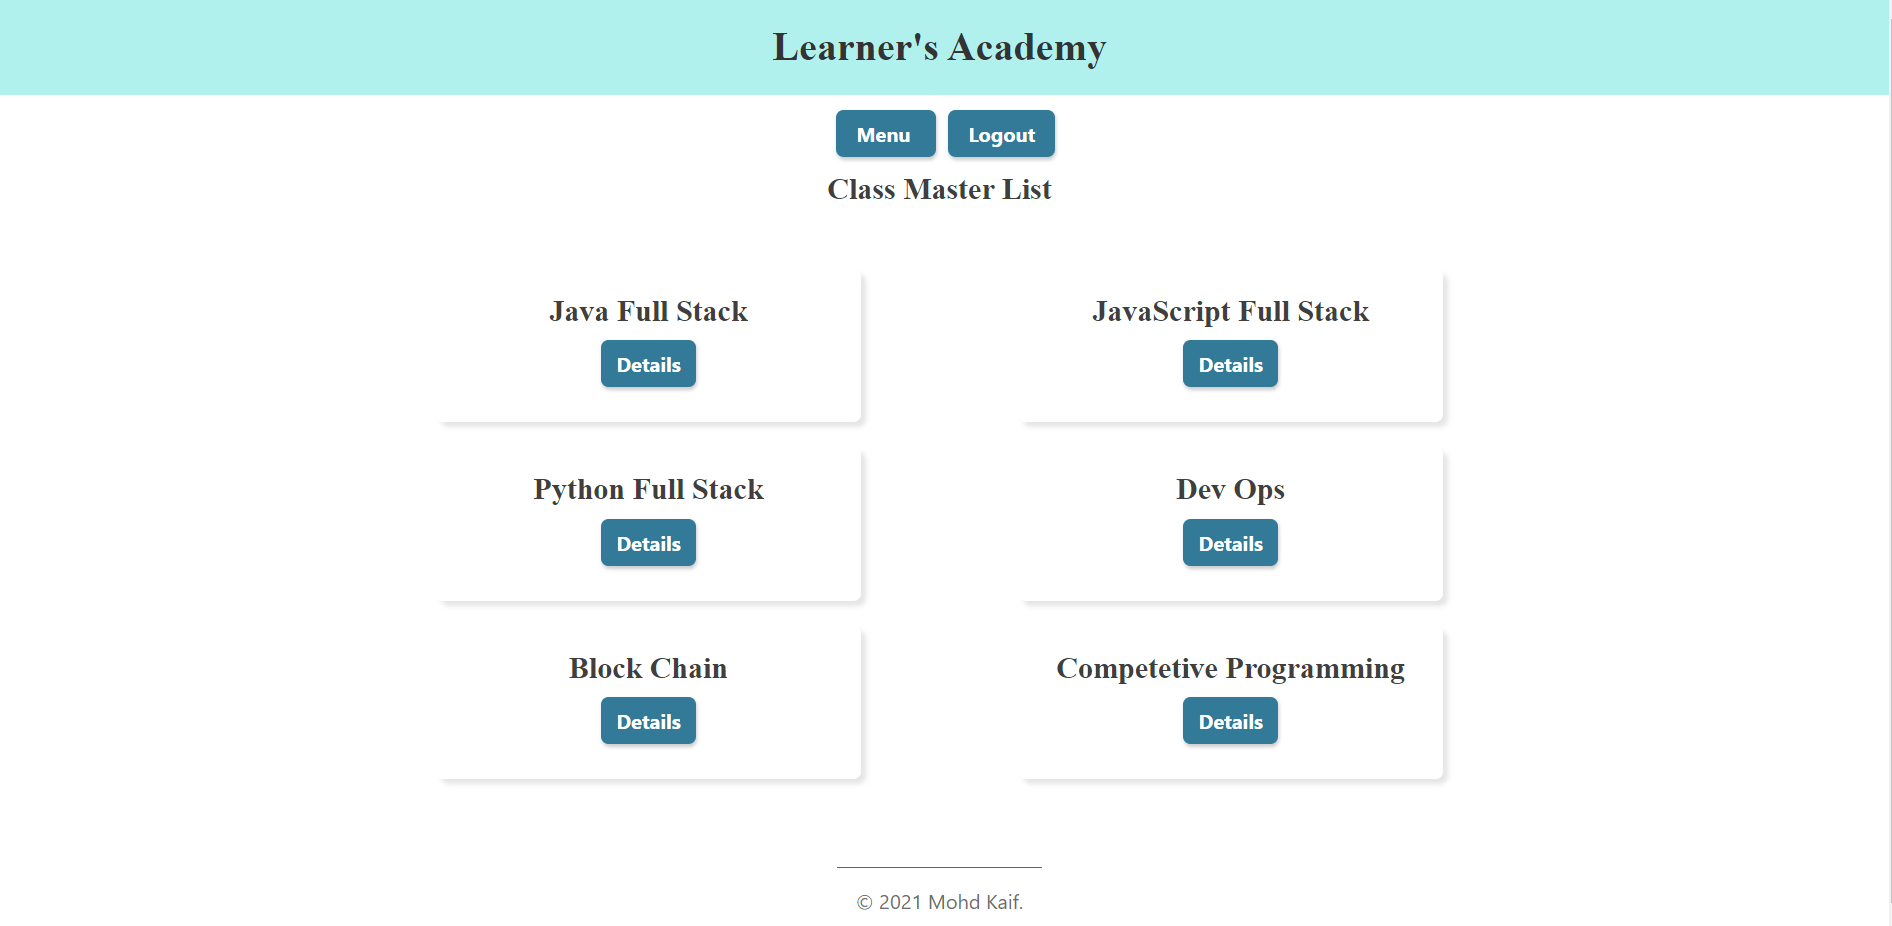 Learner's Academy
Menu Logout
Class Master List
Java Full Stack
Details
JavaScript Full Stack
Details
Python Full Stack
Details
Dev Ops
Details
Block Chain
Details
Competetive Programming
Details
© 2021 Mohd Kaif.